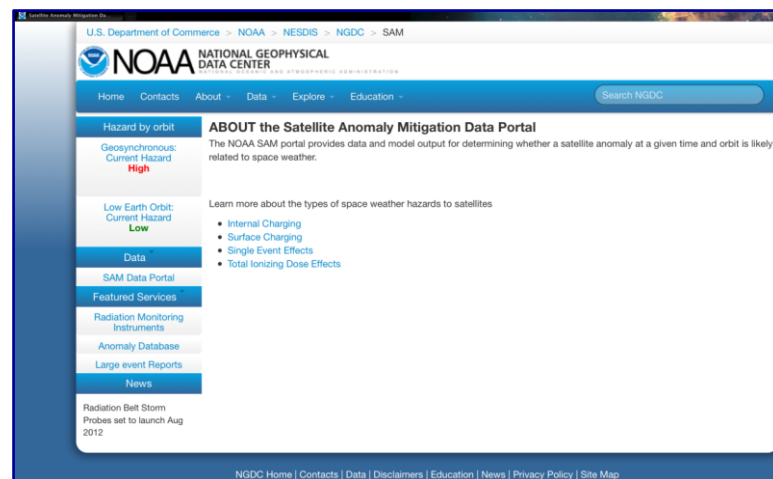 Satellite Anomaly Mitigation Da...
U.S. Department of Commerce > NOAA > NESDIS > NGDC > SAM
NOAA NATIONAL GEOPHYSICAL
DATA CENTER
NATIONAL OCEANIC AND ATMOSPHERIC ADMINISTRATION
Home Contacts About Data Explore Education Search NGDC
Hazard by orbit
Geosynchronous:
Current Hazard
High
Low Earth Orbit:
Current Hazard
Low
Data
SAM Data Portal
Featured Services
Radiation Monitoring
Instruments
Anomaly Database
Large event Reports
News
Radiation Belt Storm
Probes set to launch Aug
2012
ABOUT the Satellite Anomaly Mitigation Data Portal
The NOAA SAM portal provides data and model output for determining whether a satellite anomaly at a given time and orbit is likely
related to space weather.
Learn more about the types of space weather hazards to satellites
• Internal Charging
• Surface Charging
• Single Event Effects
• Total Ionizing Dose Effects
NGDC Home | Contacts | Data | Disclaimers | Education | News | Privacy Policy | Site Map